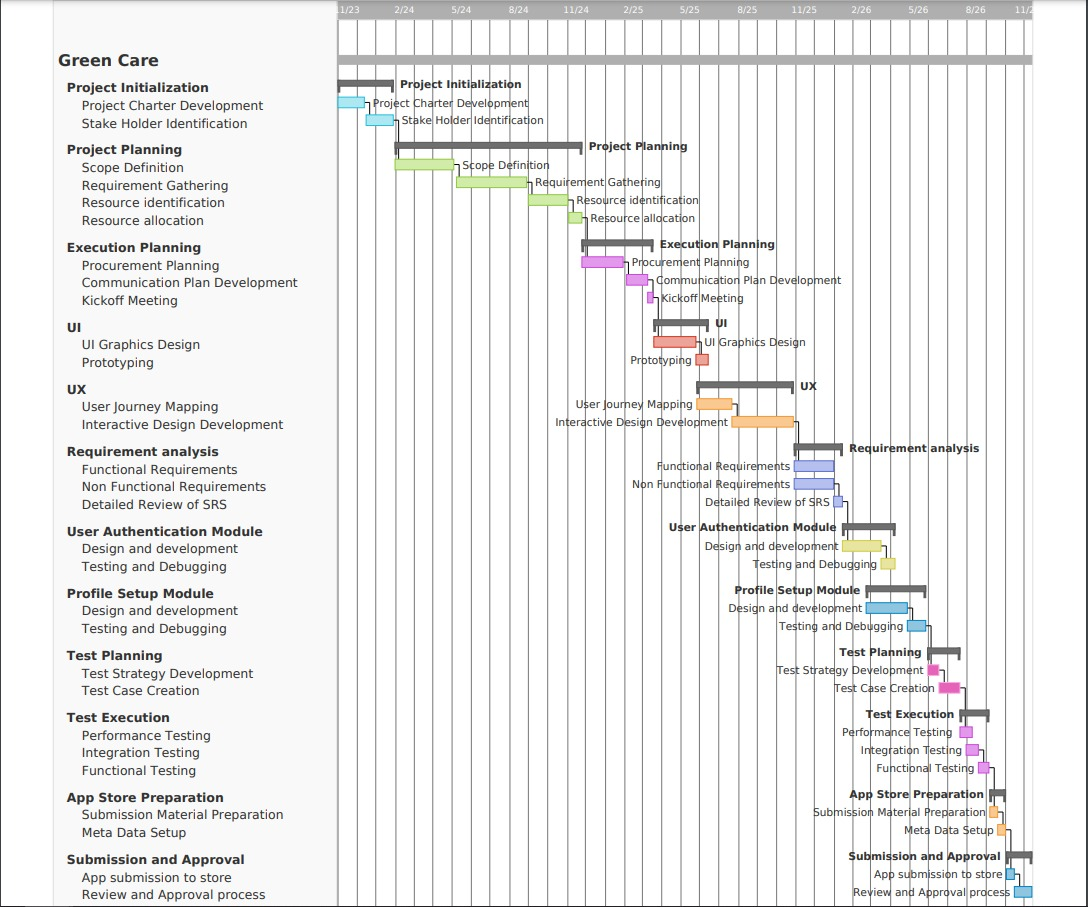 11/23 2/24 5/24 8/24 11/24 2/25 5/25 8/25 11/25 2/26 5/26 8/26 11/2
Green Care
Project Initialization Project Initialization
Project Charter Development Project Charter Development
Stake Holder Identification Stake Holder Identification
Project Planning Project Planning
Scope Definition Scope Definition
Requirement Gathering Requirement Gathering
Resource identification Resource identification
Resource allocation Resource allocation
Execution Planning Execution Planning
Procurement Planning Procurement Planning
Communication Plan Development Communication Plan Development
Kickoff Meeting Kickoff Meeting
UI UI
UI Graphics Design UI Graphics Design
Prototyping Prototyping
UX UX
User Journey Mapping User Journey Mapping
Interactive Design Development Interactive Design Development
Requirement analysis Requirement analysis
Functional Requirements Functional Requirements
Non Functional Requirements Non Functional Requirements
Detailed Review of SRS Detailed Review of SRS
User Authentication Module User Authentication Module
Design and development Design and development
Testing and Debugging Testing and Debugging
Profile Setup Module Profile Setup Module
Design and development Design and development
Testing and Debugging Testing and Debugging
Test Planning Test Planning
Test Strategy Development Test Strategy Development
Test Case Creation Test Case Creation
Test Execution Test Execution
Performance Testing Performance Testing
Integration Testing Integration Testing
Functional Testing Functional Testing
App Store Preparation App Store Preparation
Submission Material Preparation Submission Material Preparation
Meta Data Setup Meta Data Setup
Submission and Approval Submission and Approval
App submission to store App submission to store
Review and Approval process Review and Approval process